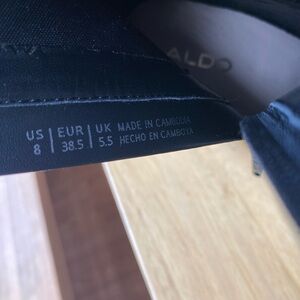 ALDO
US | EUR | UK MADE IN CAMBODIA
8 | 38.5 | 5.5 HECHO EN CAMBOYA